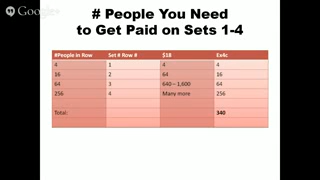 Google+
# People You Need
to Get Paid on Sets 1-4
#People in Row Set # Row # $18 Ex4c
4 1 4 4
16 2 64 16
64 3 640 – 1,600 64
256 4 Many more 256
Total: 340